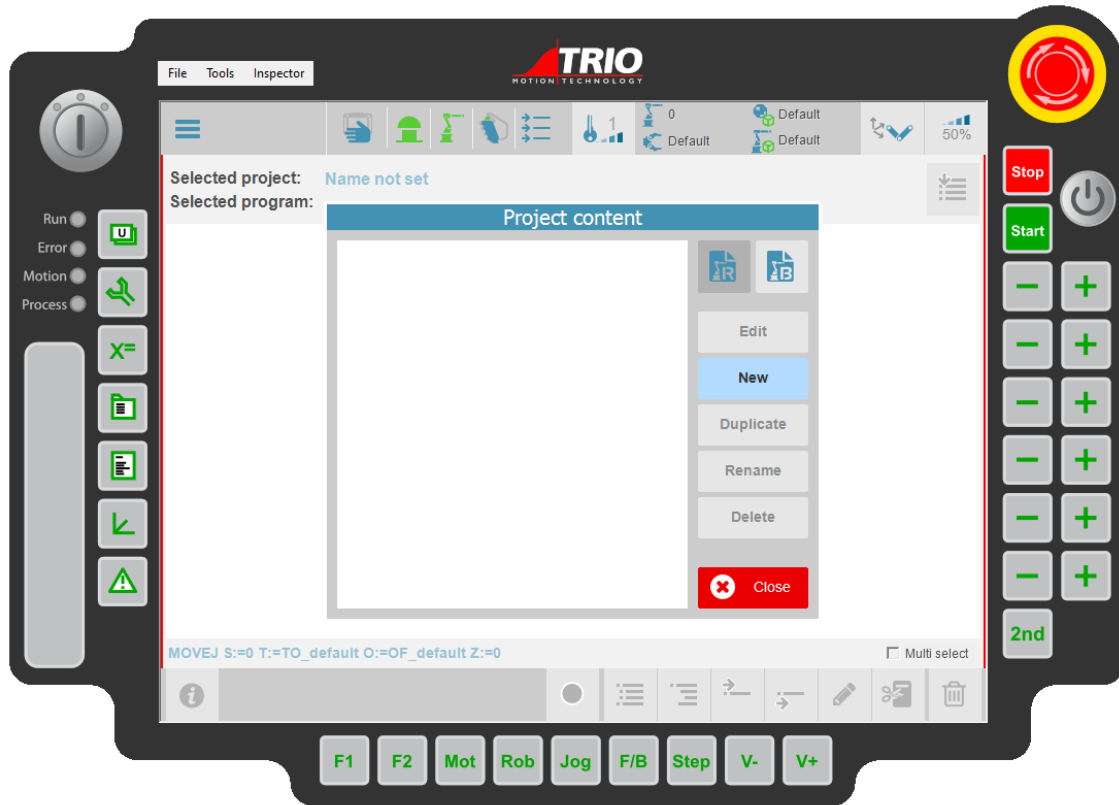 File Tools Inspector
TRIO
MOTION TECHNOLOGY
1
0
Default
Default
Default
50%
Selected project: Name not set
Selected program:
Project content
R
B
Edit
New
Duplicate
Rename
Delete
Close
MOVEJ S:=0 T:=TO_default O:=OF_default Z:=0
Multi select
Run
Error
Motion
Process
U
X=
Stop
Start
2nd
F1 F2 Mot Rob Jog F/B Step V- V+